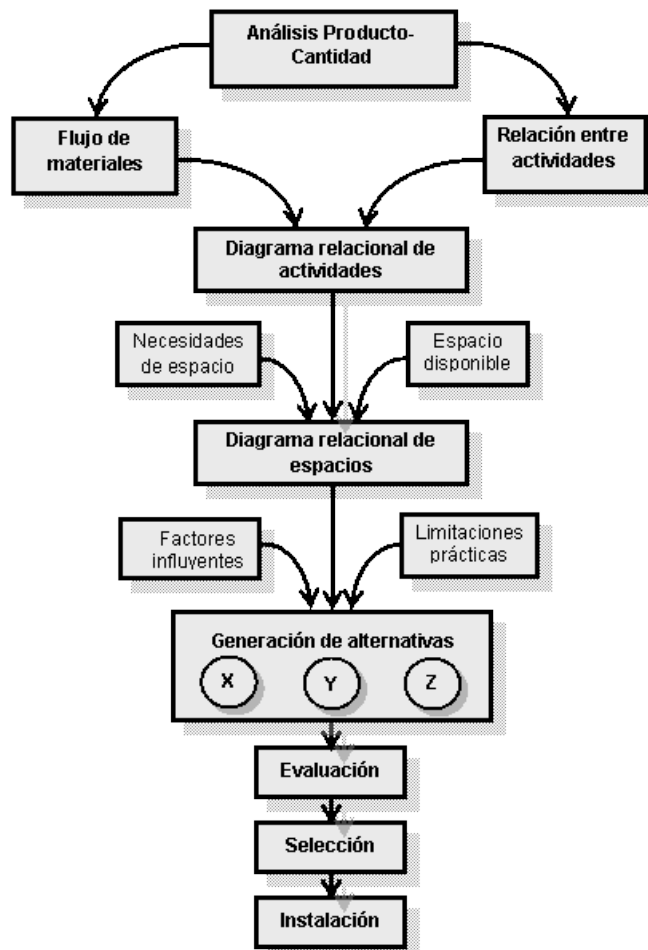 Análisis Producto-
Cantidad
Flujo de
materiales
Relación entre
actividades
Diagrama relacional de
actividades
Necesidades
de espacio
Espacio
disponible
Diagrama relacional de
espacios
Factores
influyentes
Limitaciones
prácticas
Generación de alternativas
X
Y
Z
Evaluación
Selección
Instalación